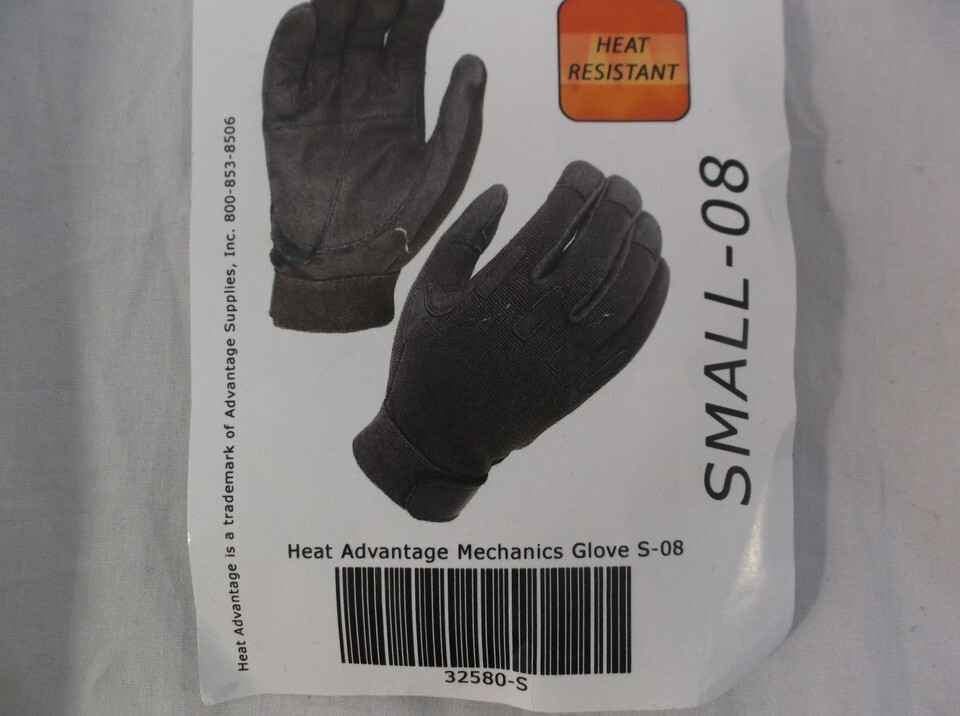 HEAT
RESISTANT
SMALL-08
Heat Advantage is a trademark of Advantage Supplies, Inc. 800-853-8506
Heat Advantage Mechanics Glove S-08
32580-S